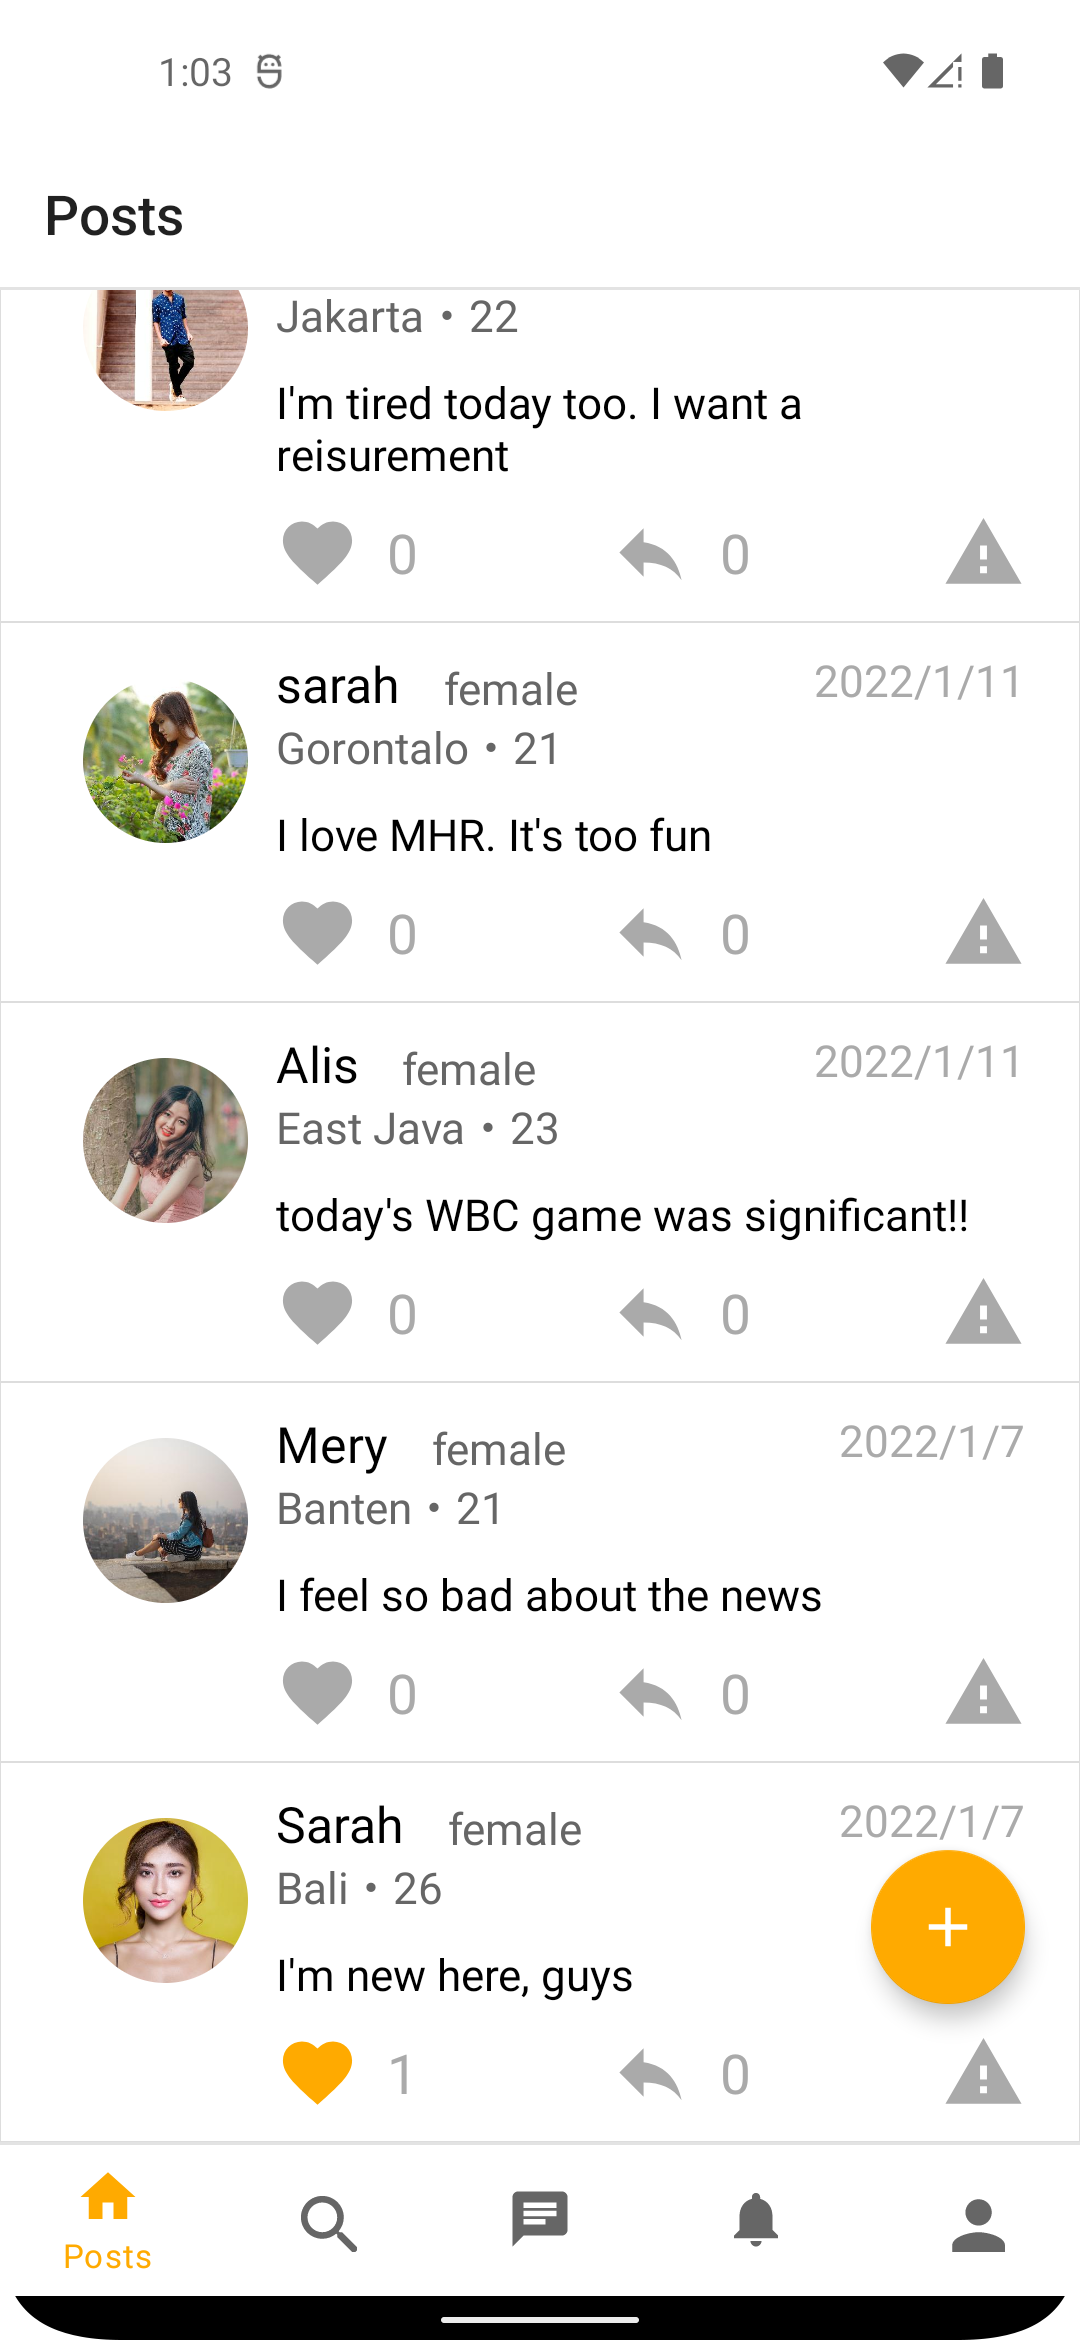 1:03
Posts
Jakarta • 22
I'm tired today too. I want a
reisurement
0 0
sarah female 2022/1/11
Gorontalo • 21
I love MHR. It's too fun
0 0
Alis female 2022/1/11
East Java • 23
today's WBC game was significant!!
0 0
Mery female 2022/1/7
Banten • 21
I feel so bad about the news
0 0
Sarah female 2022/1/7
Bali • 26
I'm new here, guys
1 0
Posts